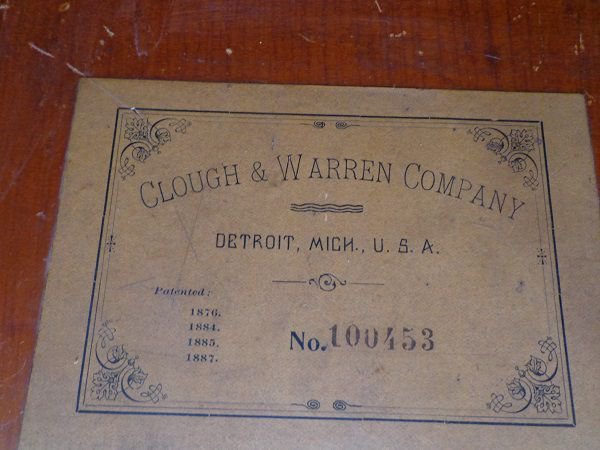 CLOUGH & WARREN COMPANY
DETROIT, MICH., U. S. A.
Patented:
1876.
1884.
1885.
1887.
No. 100453